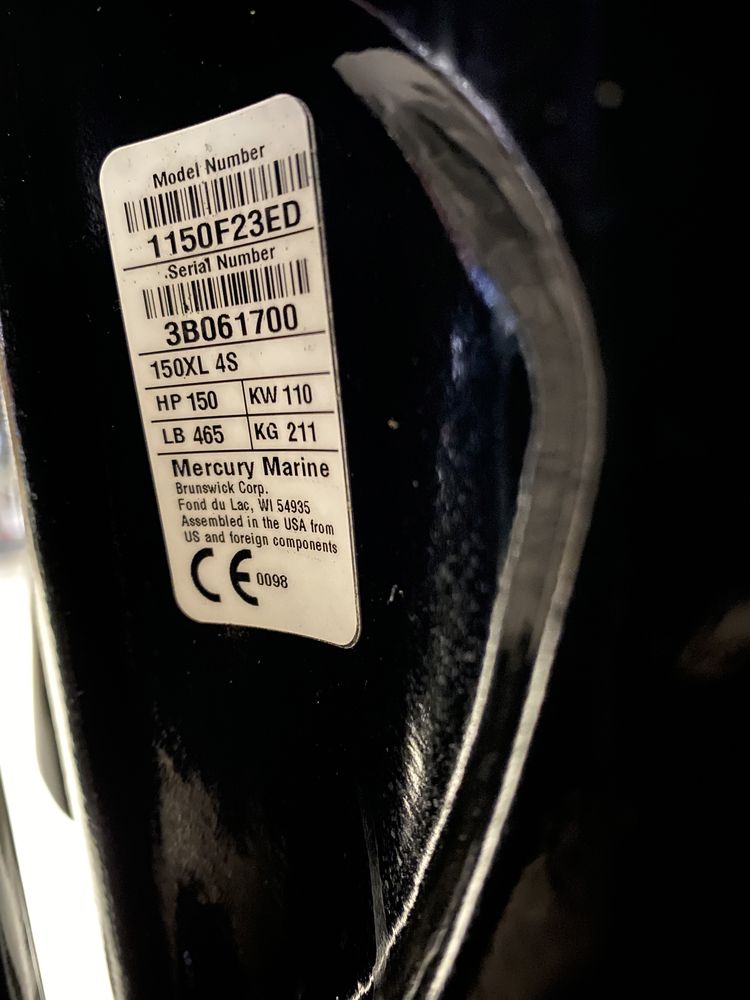 Model Number
1150F23ED
Serial Number
3B061700
150XL 4S
HP 150 KW 110
LB 465 KG 211
Mercury Marine
Brunswick Corp.
Fond du Lac, WI 54935
Assembled in the USA from
US and foreign components
CE 0098